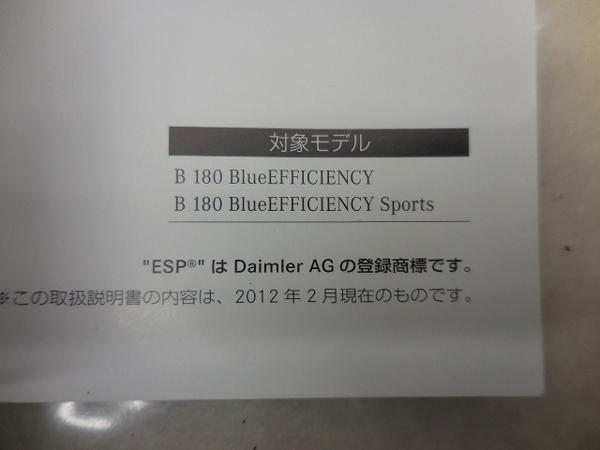 対象モデル
B 180 BlueEFFICIENCY
B 180 BlueEFFICIENCY Sports
"ESP®" は Daimler AG の登録商標です。
※この取扱説明書の内容は、2012 年 2 月現在のものです。